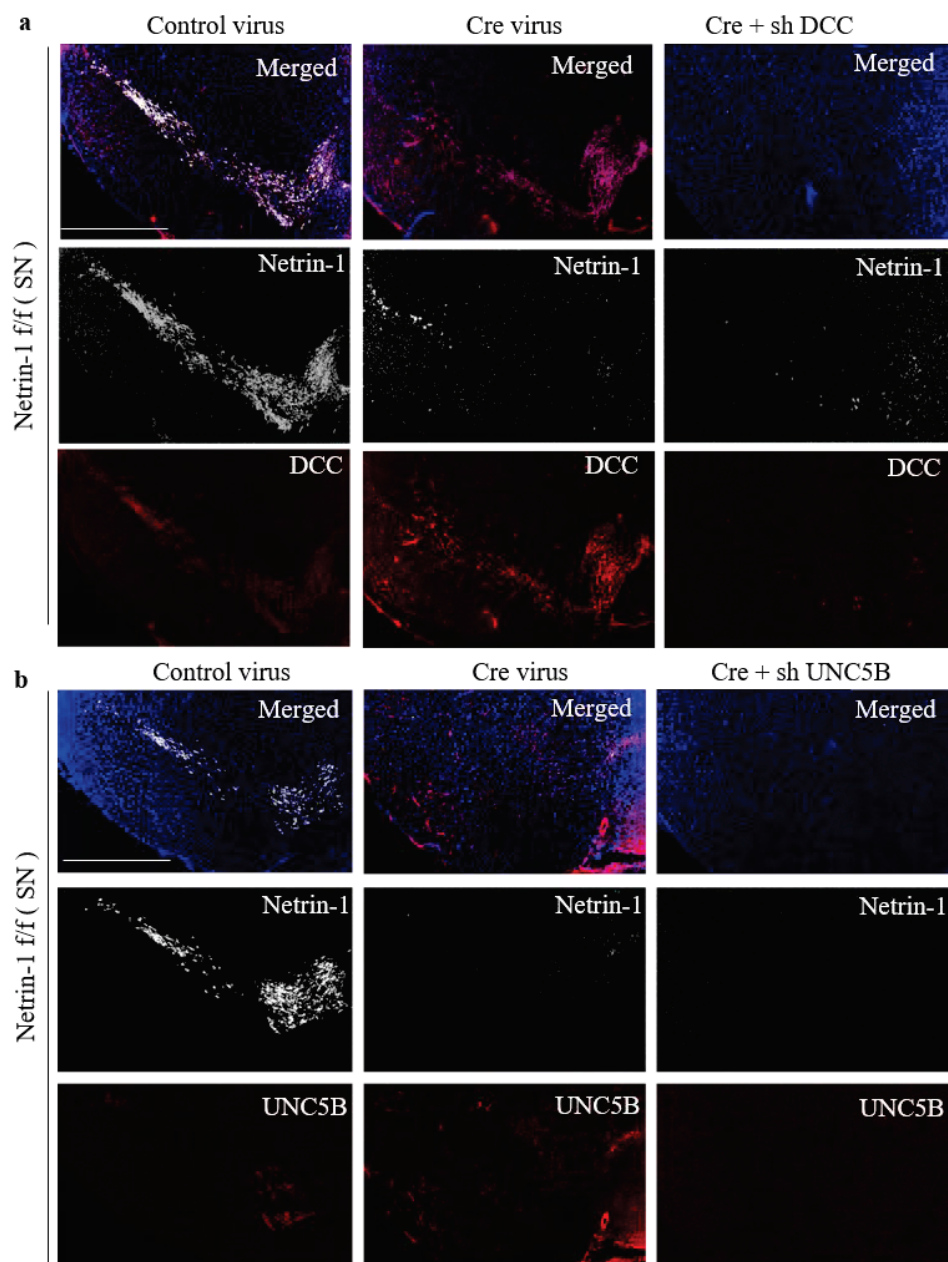 a
Control virus
Cre virus
Cre + sh DCC
Merged
Merged
Merged
Netrin-1 f/f ( SN )
Netrin-1
Netrin-1
Netrin-1
DCC
DCC
DCC
b
Control virus
Cre virus
Cre + sh UNC5B
Merged
Merged
Merged
Netrin-1 f/f ( SN )
Netrin-1
Netrin-1
Netrin-1
UNC5B
UNC5B
UNC5B